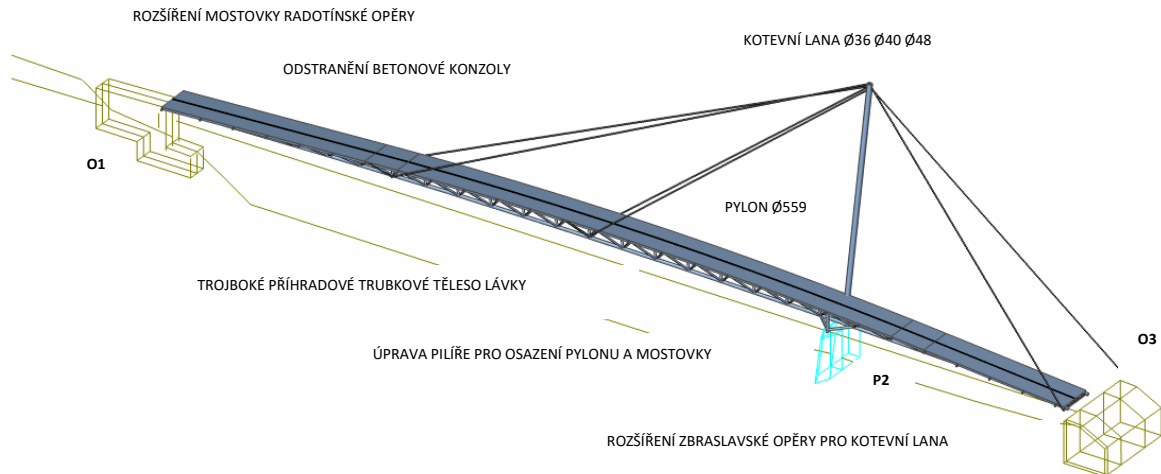 ROZŠÍŘENÍ MOSTOVKY RADOTÍNSKÉ OPĚRY
KOTEVNÍ LANA Ø36 Ø40 Ø48
ODSTRANĚNÍ BETONOVÉ KONZOLY
O1
PYLON Ø559
TROJBOKÉ PŘÍHRADOVÉ TRUBKOVÉ TĚLESO LÁVKY
O3
ÚPRAVA PILÍŘE PRO OSAZENÍ PYLONU A MOSTOVKY
P2
ROZŠÍŘENÍ ZBRASLAVSKÉ OPĚRY PRO KOTEVNÍ LANA